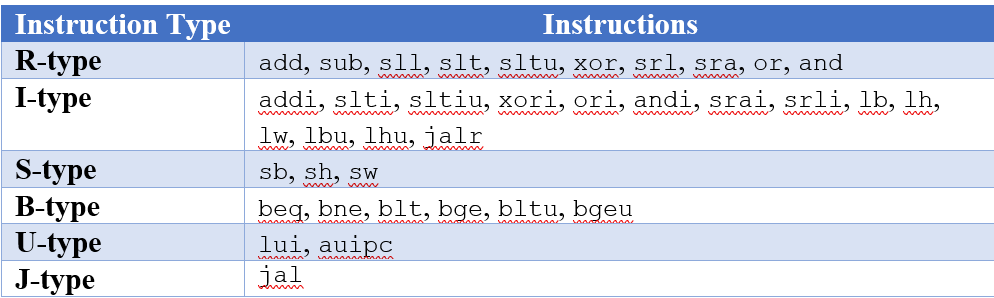 Instruction Type Instructions
R-type add, sub, sll, slt, sltu, xor, srl, sra, or, and
I-type addi, slti, sltiu, xori, ori, andi, srai, srli, lb, lh,
lw, lbu, lhu, jalr
S-type sb, sh, sw
B-type beq, bne, blt, bge, bltu, bgeu
U-type lui, auipc
J-type jal